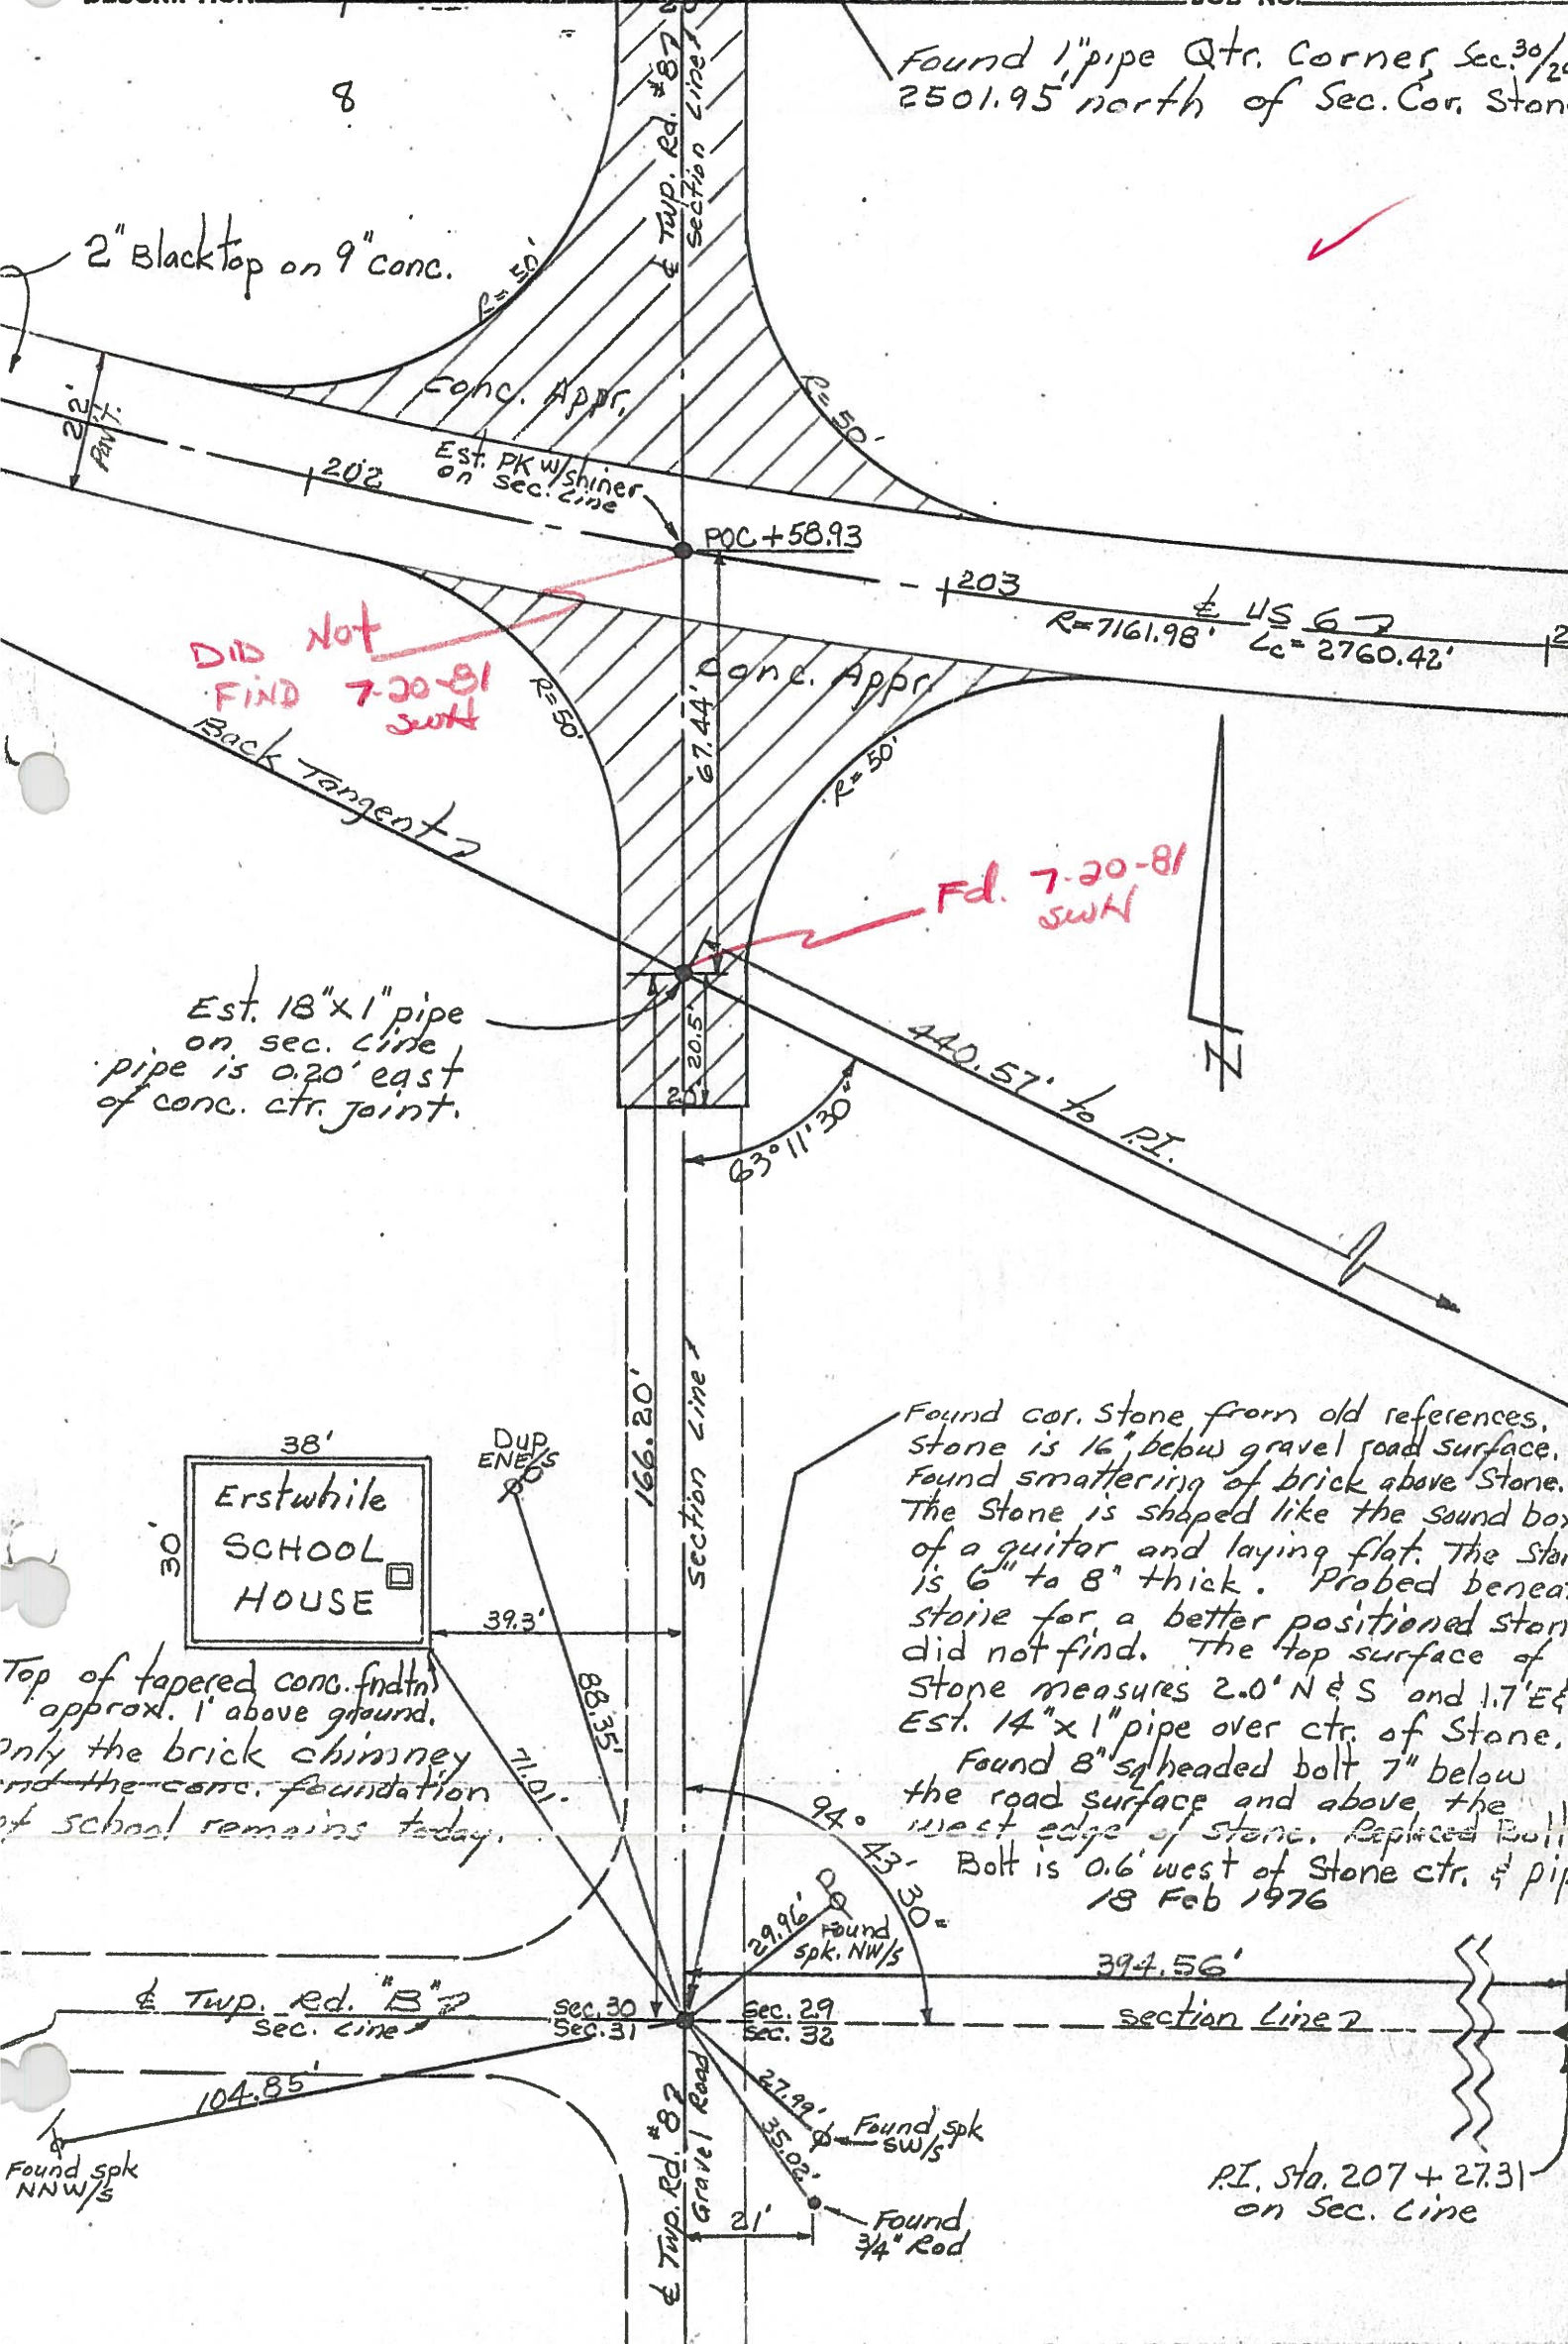 8
Found 1" pipe Qtr. Corner, Sec. 30/
2501.95' north of Sec. Cor.
℄ Twp. Rd. #87
Section Line
2" Blacktop on 9" conc.
R=50'
R=50'
Conc. Appr.
22'
Pav't.
202
Est. PK w/shiner
on sec. Line
POC +58.93
203
℄ US 6
R=7161.98' Lc= 2760.42'
DID Not
FIND 7-20-81
SWH
Conc. Appr.
R=50'
R=50'
67.44'
Back Tangent
Fd. 7-20-81
SWH
Est. 18"x1" pipe
on sec. Line
pipe is 0.20' east
of conc. ctr. joint.
20.5'
20'
63°11'30"
440.57' to P.I.
N
166.20'
Section Line
38'
30'
Erstwhile
SCHOOL
HOUSE
Dup
ENE/S
39.3'
88.35'
71.01'
Top of tapered conc. fndtn
approx. 1' above ground.
the brick chimney
the conc. foundation
school remains today.
Found cor. Stone from old references.
Stone is 16" below gravel road surface.
Found smattering of brick above Stone.
The Stone is shaped like the sound box
of a guitar and laying flat. The
is 6" to 8" thick. Probed
stone for a better positioned
did not find. The top surface of
Stone measures 2.0' N & S and 1.7' E&
Est. 14"x1" pipe over ctr. of Stone.
Found 8" sq headed bolt 7" below
the road surface and above the
west edge of stone. Replaced Bolt
Bolt is 0.6' west of Stone ctr. &
18 Feb 1976
94°43'30"
29.96'
Found
spk. NW/S
394.56'
section Line
℄ Twp. Rd. "B"
Sec. Line
Sec. 30
Sec. 31
Sec. 29
Sec. 32
104.85'
Found spk
NNW/S
27.99'
Found spk
SW/S
35.02'
21'
Found
3/4" Rod
℄ Twp. Rd. #87
Gravel Road
P.I. Sta. 207 + 27.31
on Sec. Line